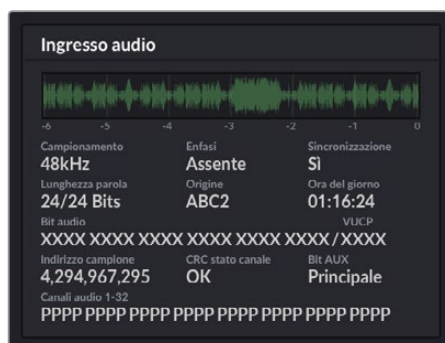 Ingresso audio
-6 -5 -4 -3 -2 -1 0
Campionamento Enfasi Sincronizzazione
48kHz Assente Sì
Lunghezza parola Origine Ora del giorno
24/24 Bits ABC2 01:16:24
Bit audio VUCP
XXXX XXXX XXXX XXXX XXXX XXXX/XXXX
Indirizzo campione CRC stato canale Bit AUX
4,294,967,295 OK Principale
Canali audio 1-32
PPPP PPPP PPPP PPPP PPPP PPPP PPPP PPPP